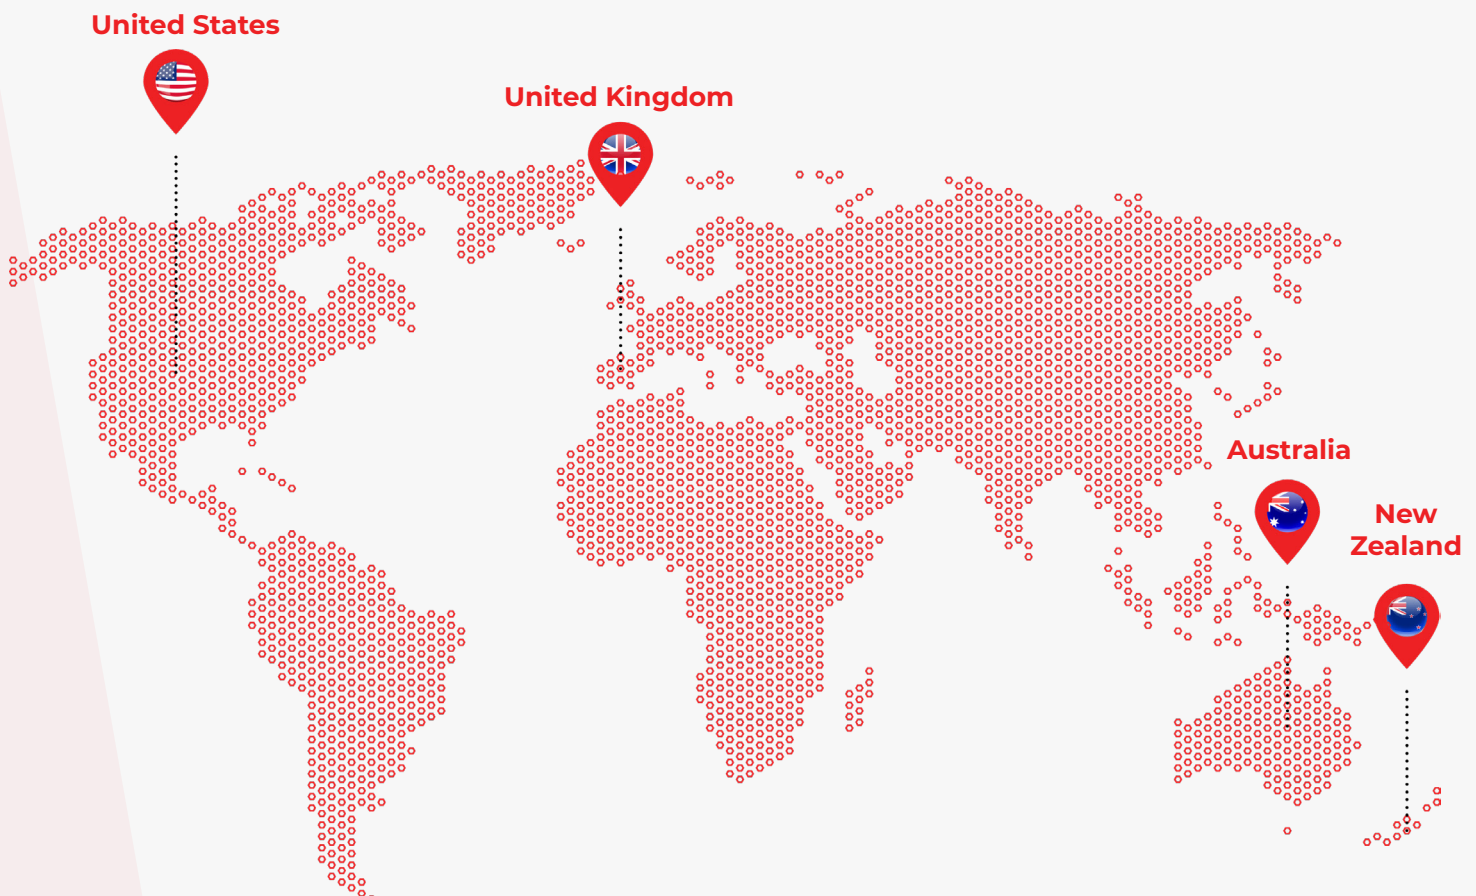 United States
United Kingdom
Australia
New
Zealand